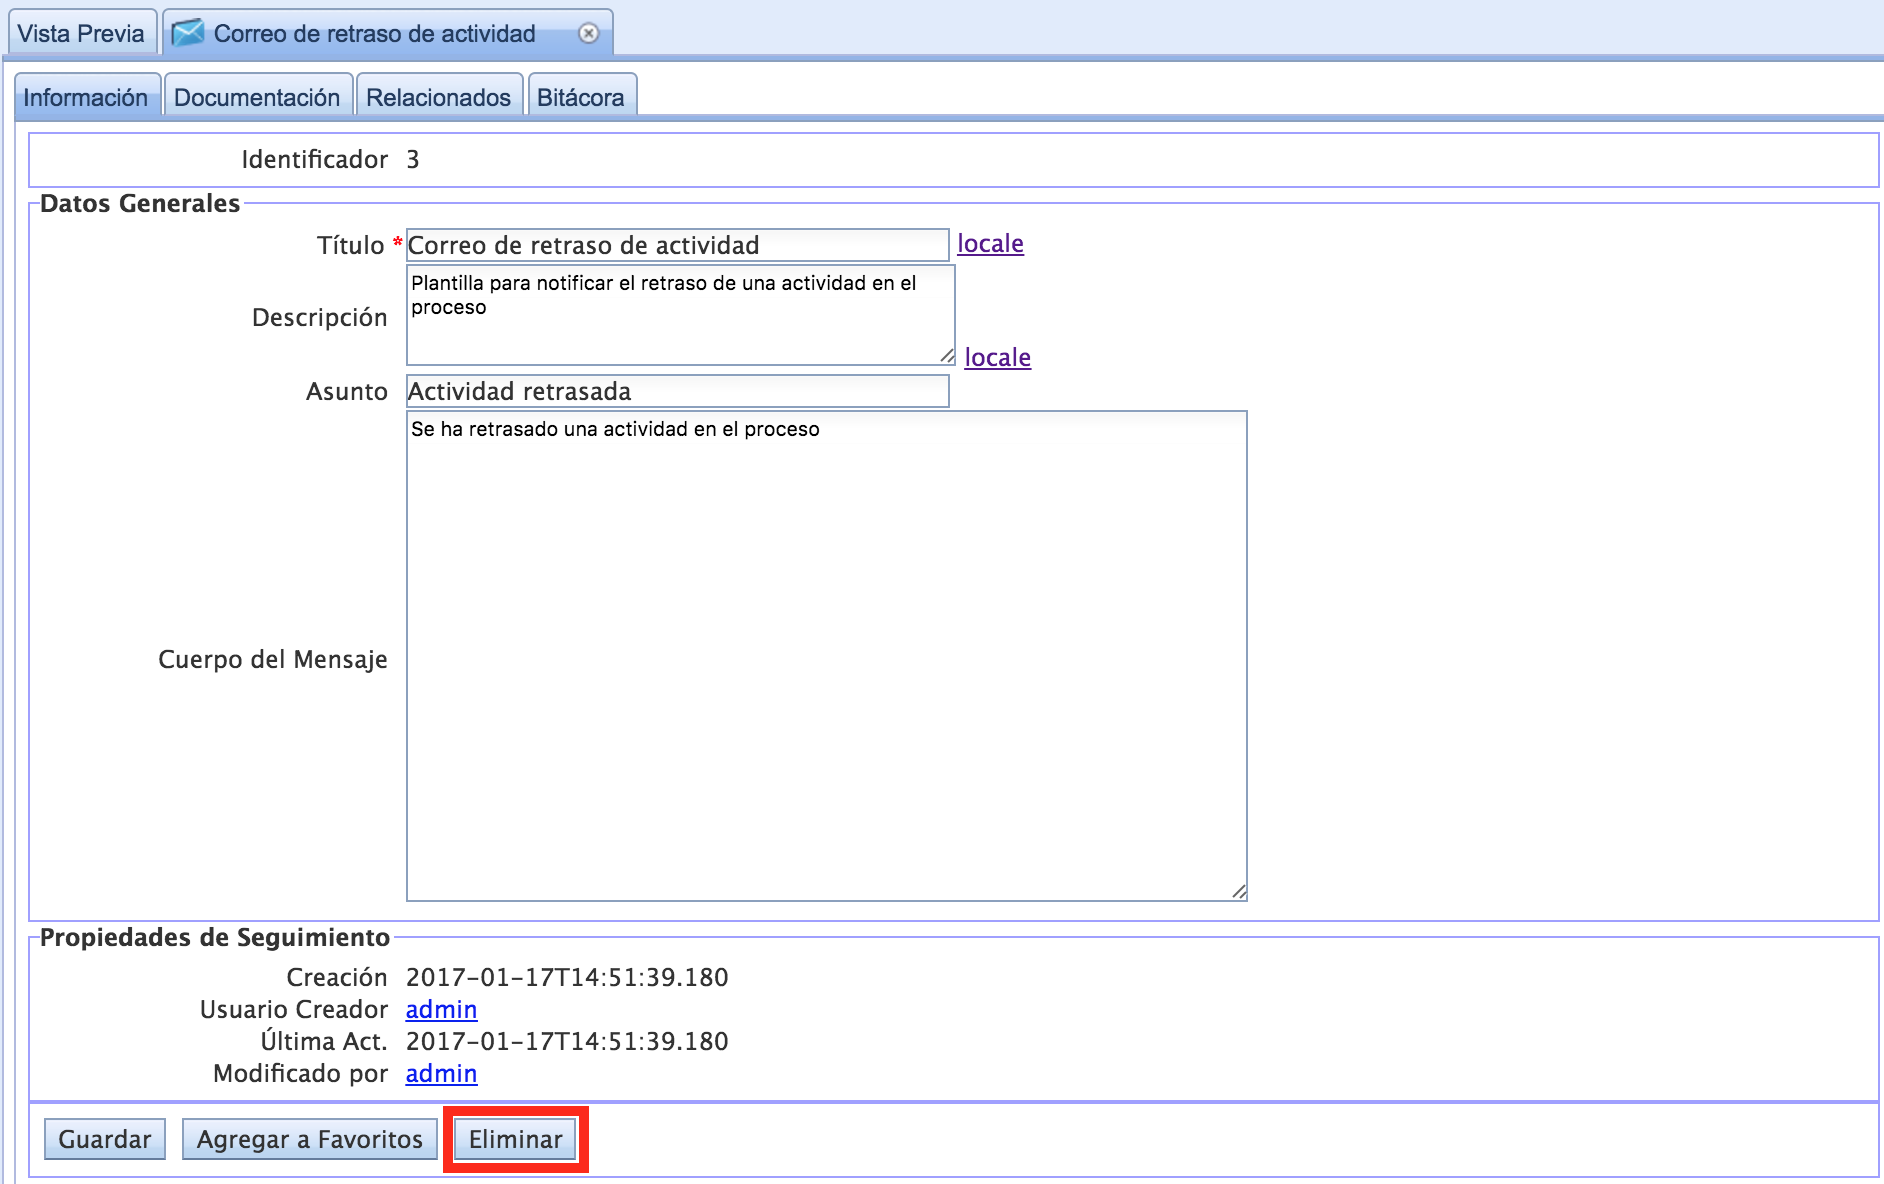 Vista Previa
Correo de retraso de actividad
Información
Documentación
Relacionados
Bitácora
Identificador 3
Datos Generales
Título * Correo de retraso de actividad locale
Descripción
Plantilla para notificar el retraso de una actividad en el
proceso
locale
Asunto Actividad retrasada
Cuerpo del Mensaje
Se ha retrasado una actividad en el proceso
Propiedades de Seguimiento
Creación 2017-01-17T14:51:39.180
Usuario Creador admin
Última Act. 2017-01-17T14:51:39.180
Modificado por admin
Guardar
Agregar a Favoritos
Eliminar